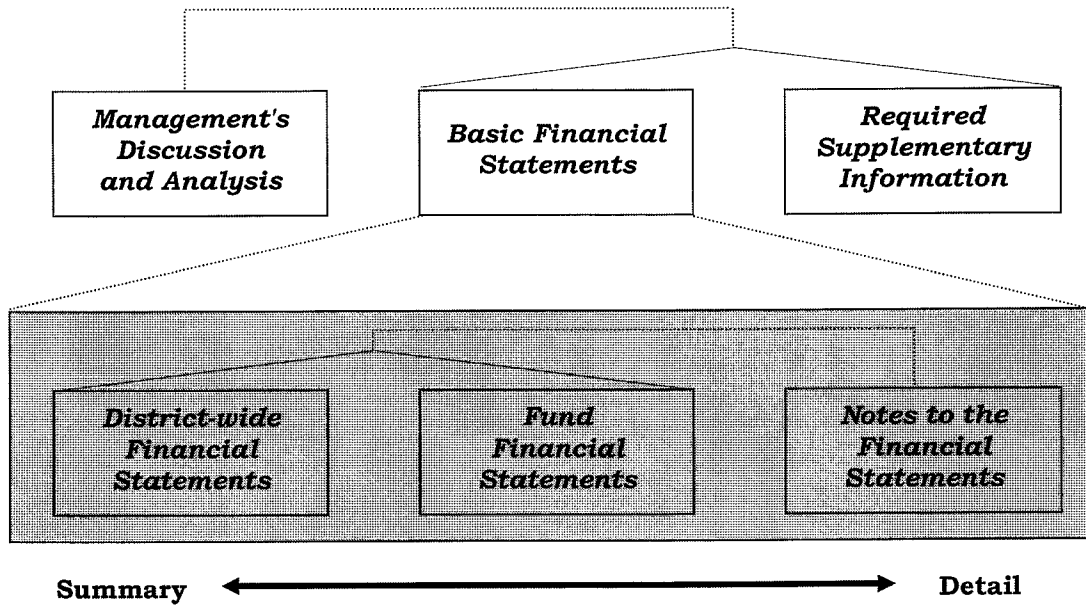 Management's
Discussion
and Analysis
Basic Financial
Statements
Required
Supplementary
Information
District-wide
Financial
Statements
Fund
Financial
Statements
Notes to the
Financial
Statements
Summary
Detail